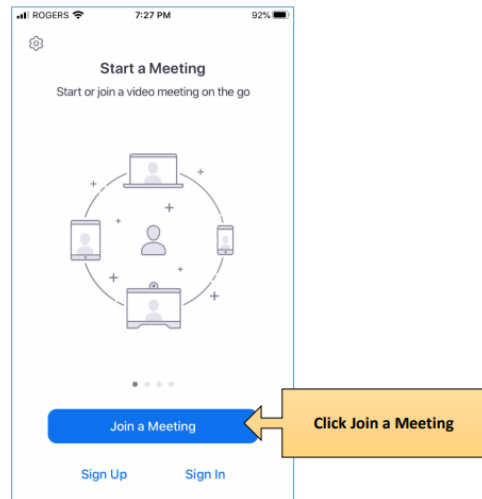 ROGERS 7:27 PM 92%
Start a Meeting
Start or join a video meeting on the go
Join a Meeting
Click Join a Meeting
Sign Up Sign In